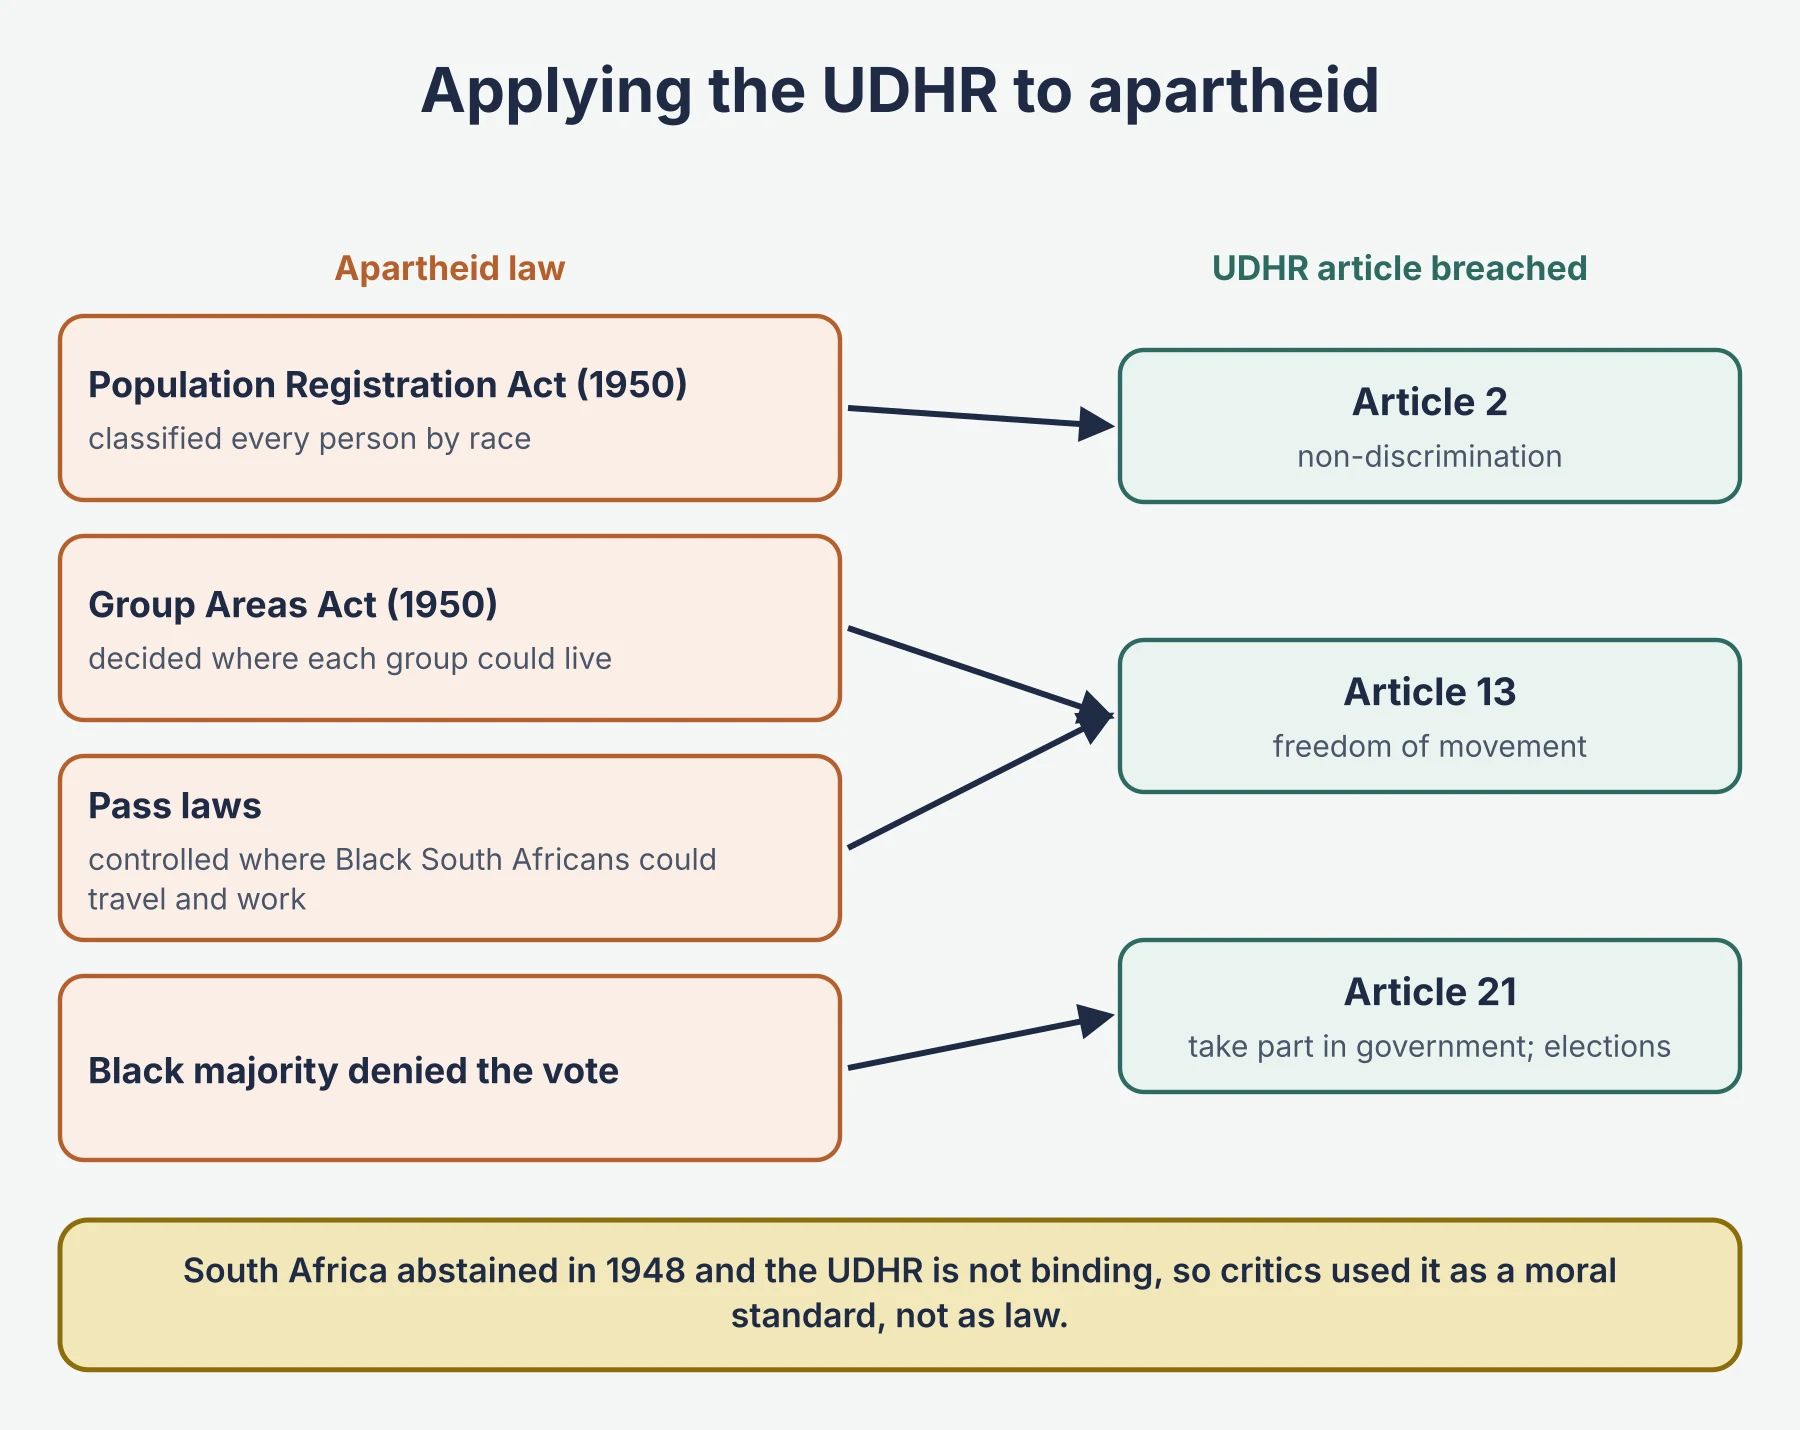 Applying the UDHR to apartheid
Apartheid law
UDHR article breached
Population Registration Act (1950)
classified every person by race
Article 2
non-discrimination
Group Areas Act (1950)
decided where each group could live
Article 13
freedom of movement
Pass laws
controlled where Black South Africans could
travel and work
Article 21
take part in government; elections
Black majority denied the vote
South Africa abstained in 1948 and the UDHR is not binding, so critics used it as a moral
standard, not as law.